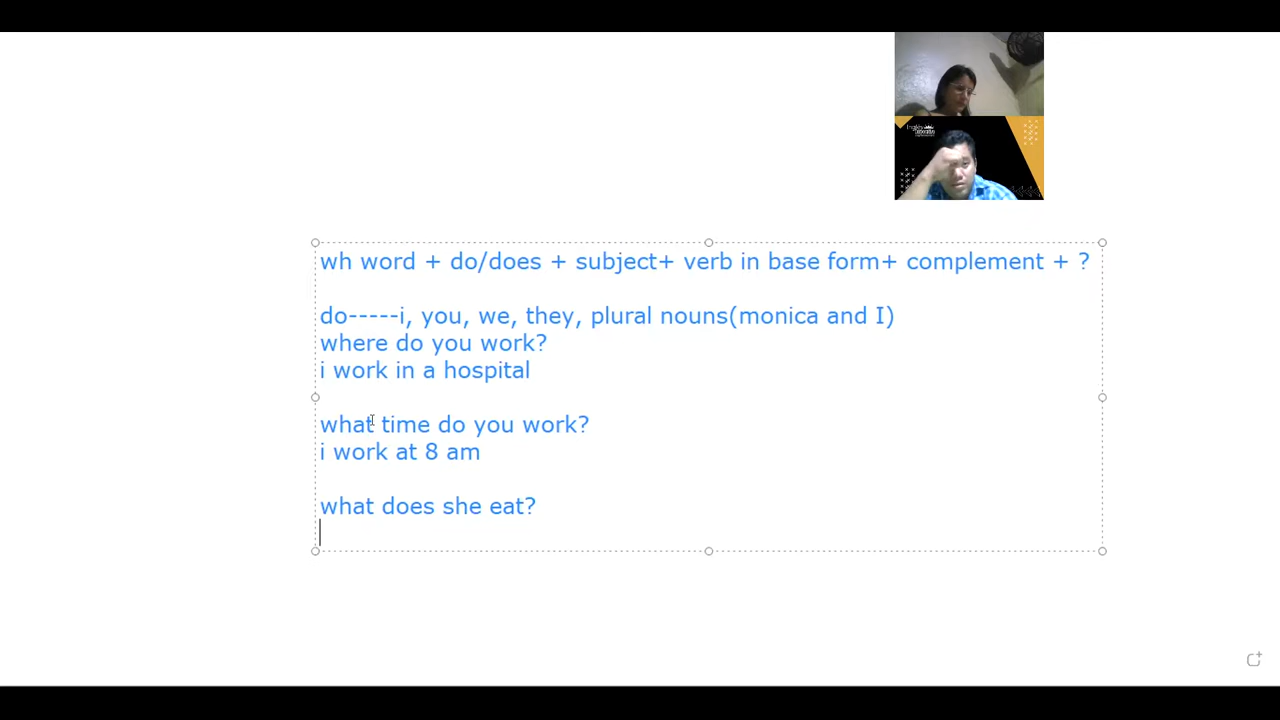 wh word + do/does + subject+ verb in base form+ complement + ?
do-----i, you, we, they, plural nouns(monica and I)
where do you work?
i work in a hospital
what time do you work?
i work at 8 am
what does she eat?